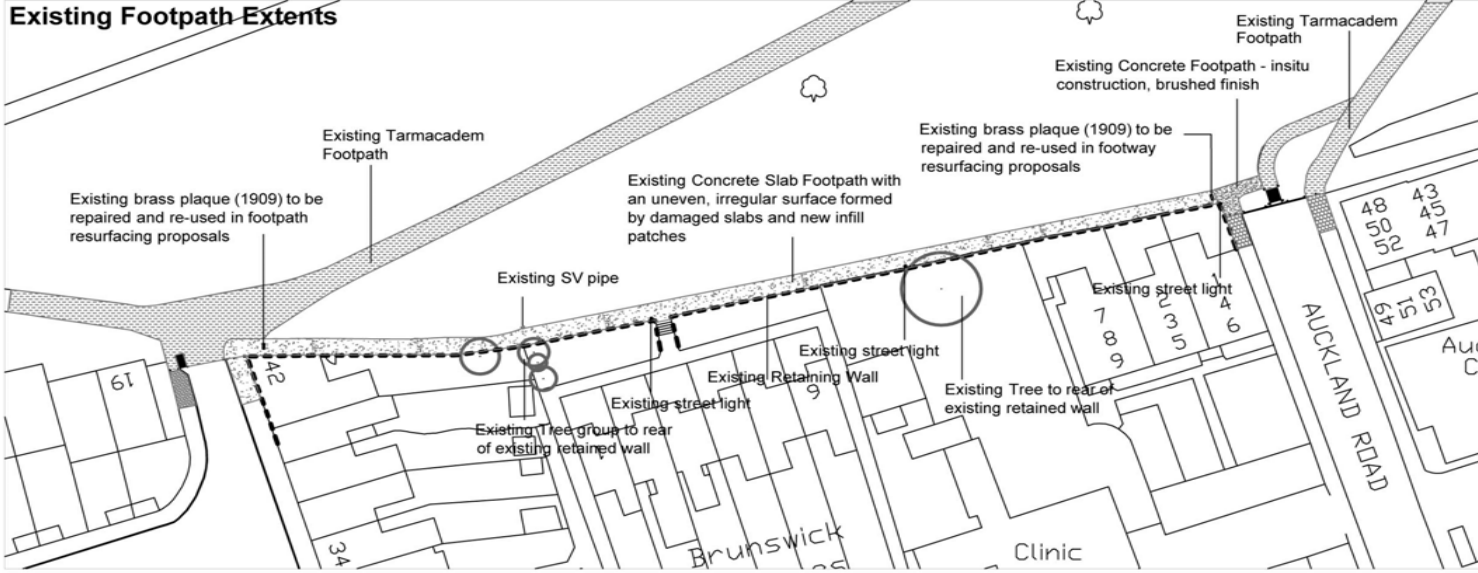 Existing Footpath Extents
Existing Tarmacadem
Footpath
Existing Concrete Footpath - insitu
construction, brushed finish
Existing brass plaque (1909) to be
repaired and re-used in footway
resurfacing proposals
Existing Tarmacadem
Footpath
Existing Concrete Slab Footpath with
an uneven, irregular surface formed
by damaged slabs and new infill
patches
Existing brass plaque (1909) to be
repaired and re-used in footpath
resurfacing proposals
Existing SV pipe
Existing street light
Existing street light
Existing Retaining Wall
Existing street light
Existing Tree to rear of
existing retained wall
Existing Tree group to rear
of existing retained wall
19
42
34
9
7
8
9
2
3
5
1
4
6
48 43
50 45
52 47
49
51
53
AUCKLAND ROAD
Brunswick
Clinic